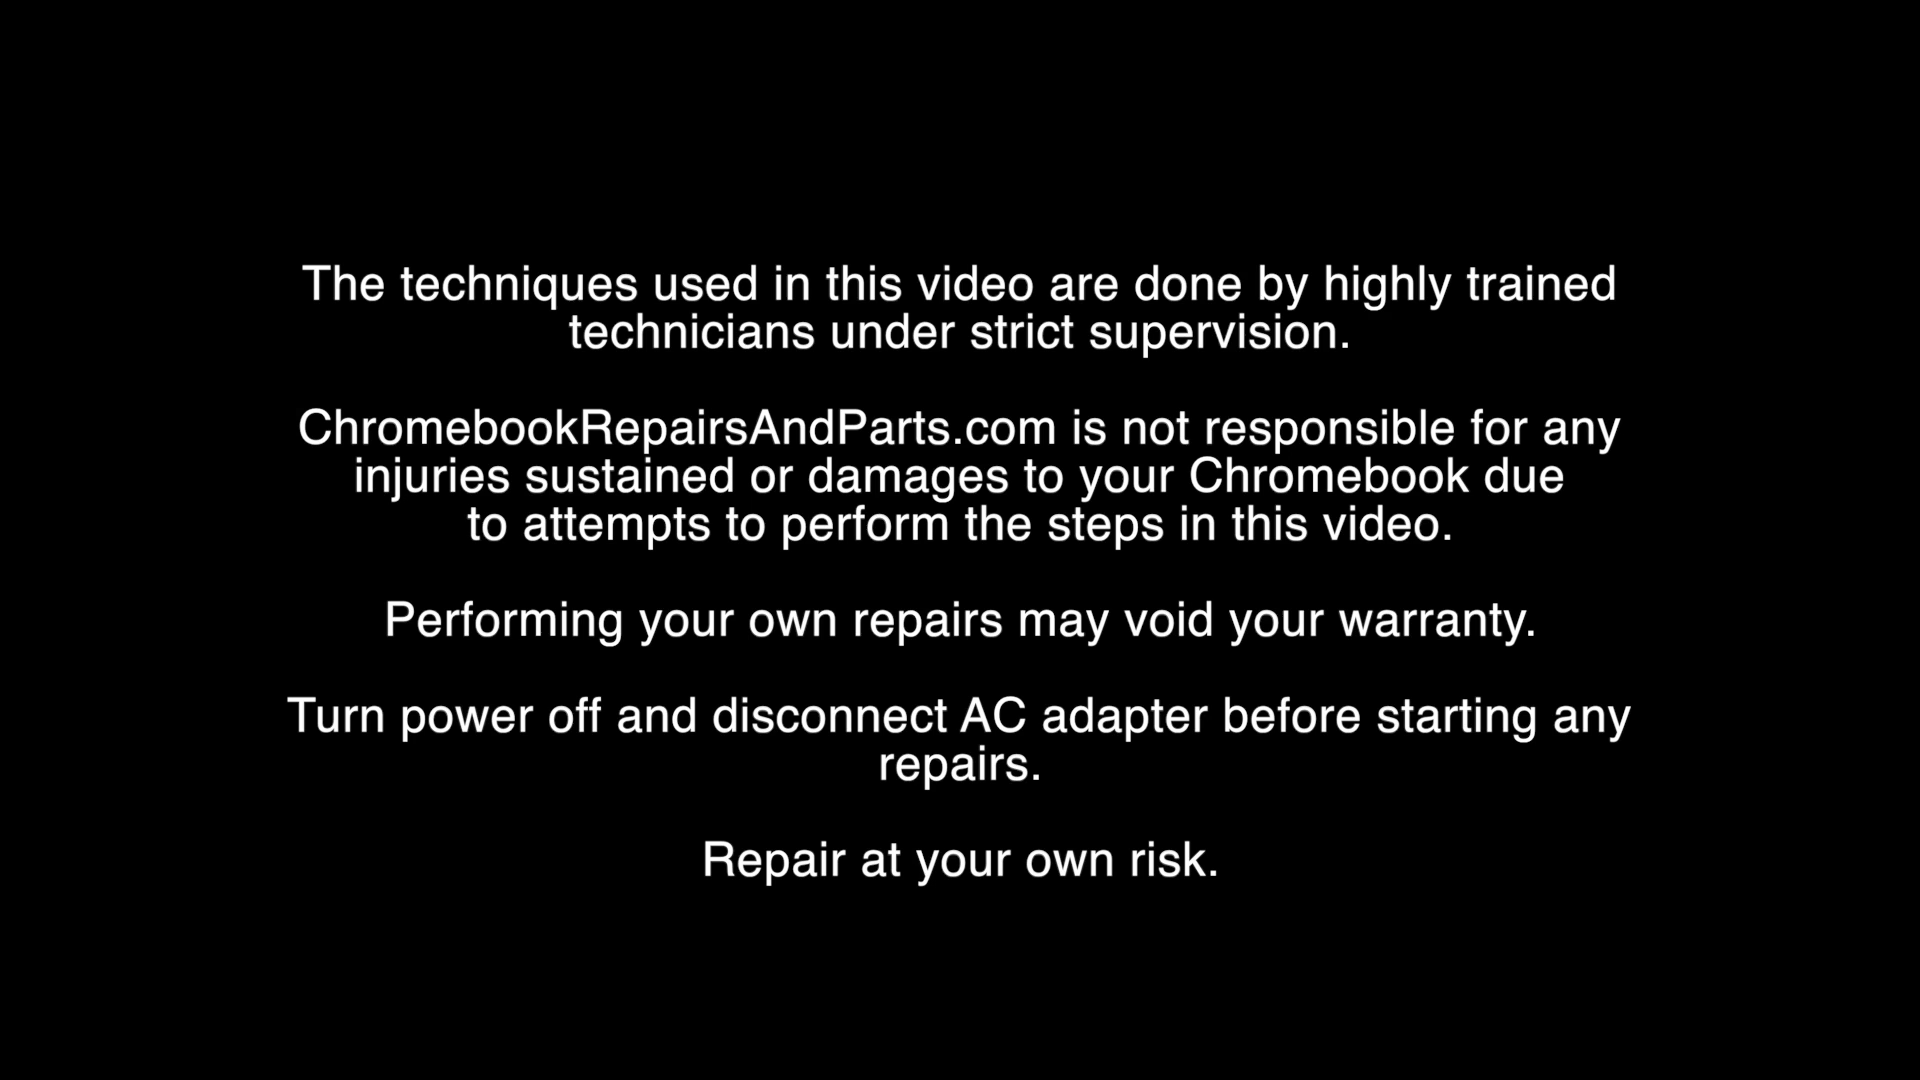 The techniques used in this video are done by highly trained
technicians under strict supervision.
ChromebookRepairsAndParts.com is not responsible for any
injuries sustained or damages to your Chromebook due
to attempts to perform the steps in this video.
Performing your own repairs may void your warranty.
Turn power off and disconnect AC adapter before starting any
repairs.
Repair at your own risk.